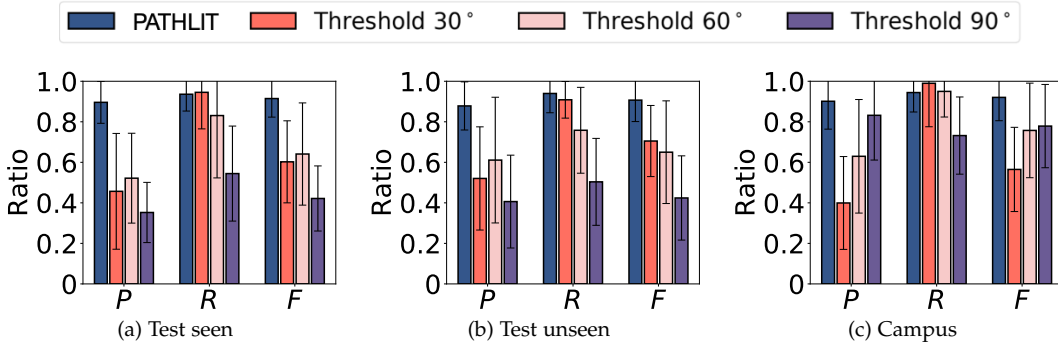 PATHLIT Threshold 30° Threshold 60° Threshold 90°
Ratio
1.0
0.8
0.6
0.4
0.2
0
P R F
(a) Test seen
Ratio
1.0
0.8
0.6
0.4
0.2
0
P R F
(b) Test unseen
Ratio
1.0
0.8
0.6
0.4
0.2
0
P R F
(c) Campus